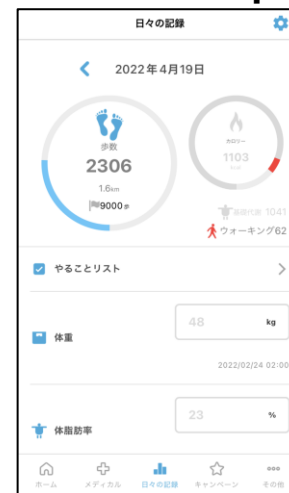 日々の記録
2022年4月19日
歩数
2306
1.6km
9000歩
カロリー
1103
kcal
基礎代謝 1041
ウォーキング62
やることリスト
体重
48 kg
2022/02/24 02:00
体脂肪率
23 %
ホーム メディカル 日々の記録 キャンペーン その他